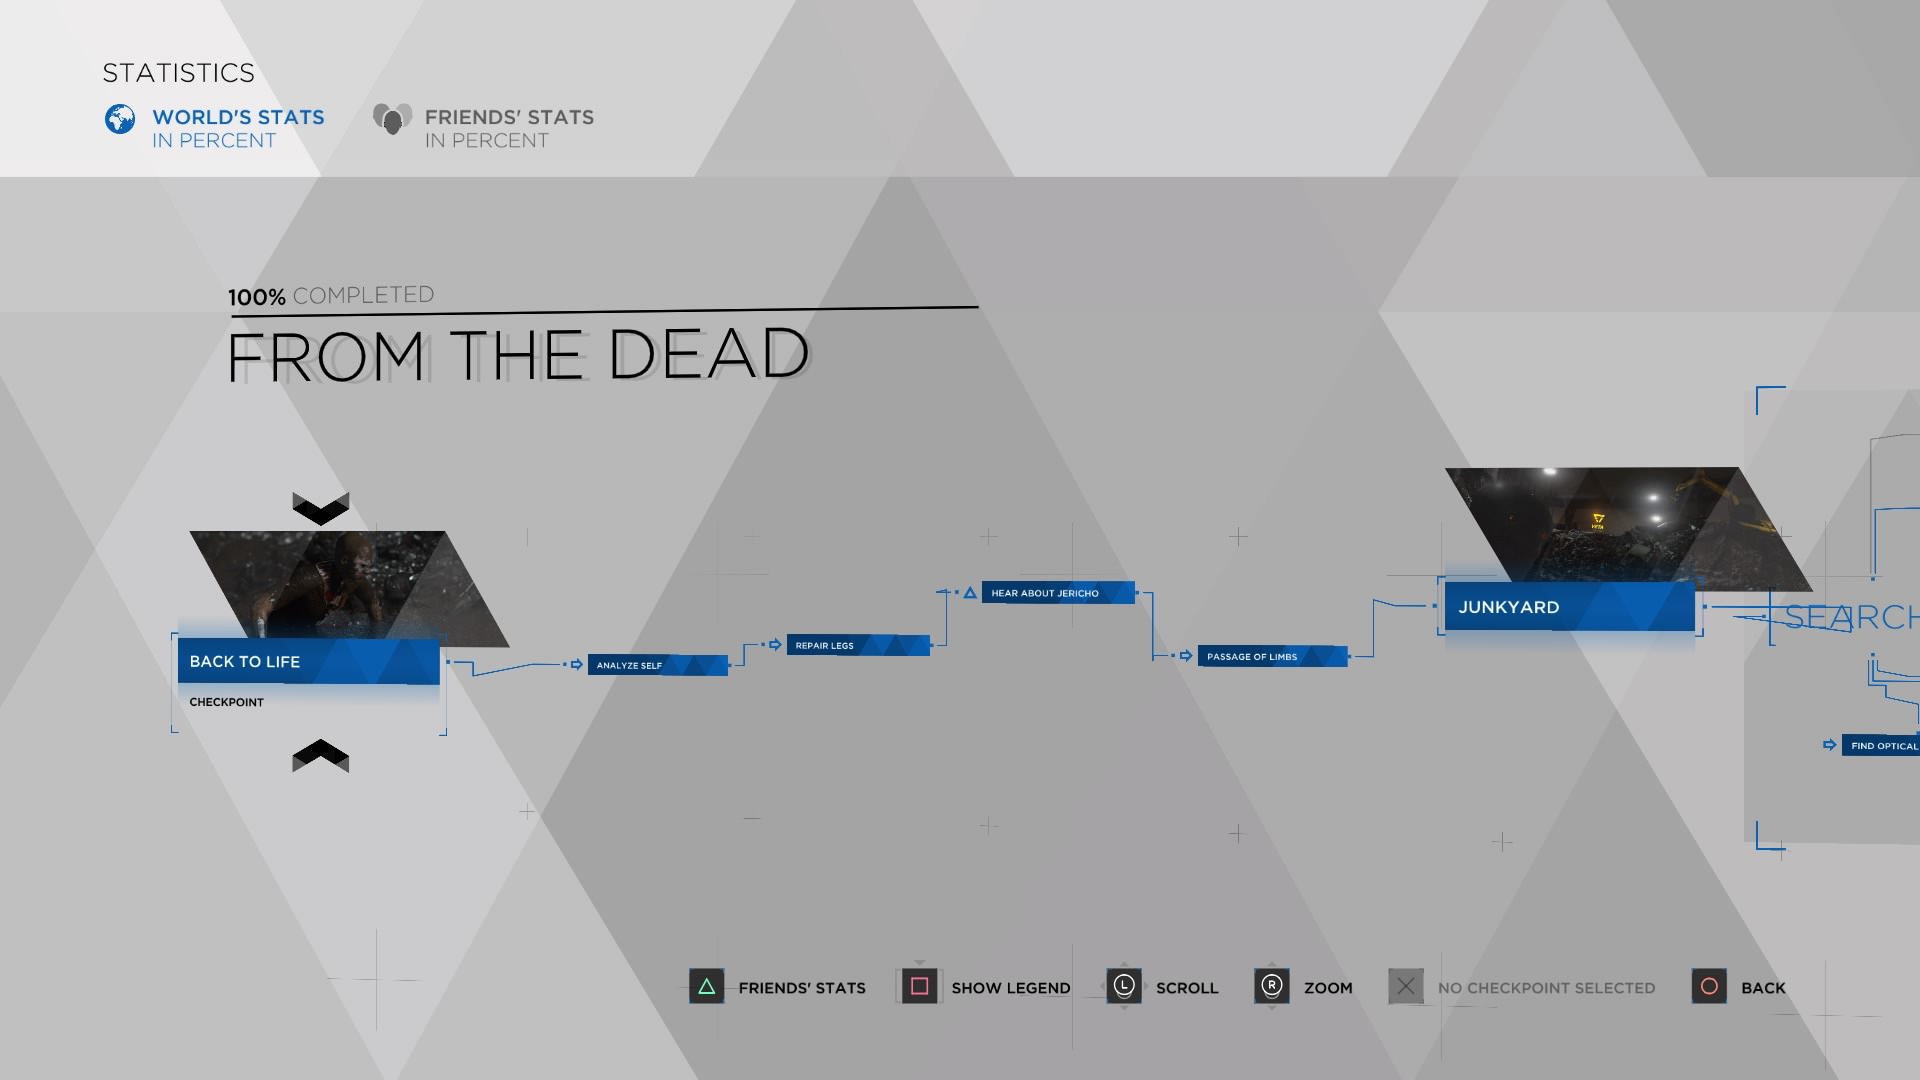 STATISTICS
WORLD'S STATS
IN PERCENT
FRIENDS' STATS
IN PERCENT
100% COMPLETED
FROM THE DEAD
BACK TO LIFE
CHECKPOINT
ANALYZE SELF
REPAIR LEGS
HEAR ABOUT JERICHO
PASSAGE OF LIMBS
JUNKYARD
SEARCH
FIND OPTICAL
FRIENDS' STATS
SHOW LEGEND
L
SCROLL
R
ZOOM
NO CHECKPOINT SELECTED
BACK